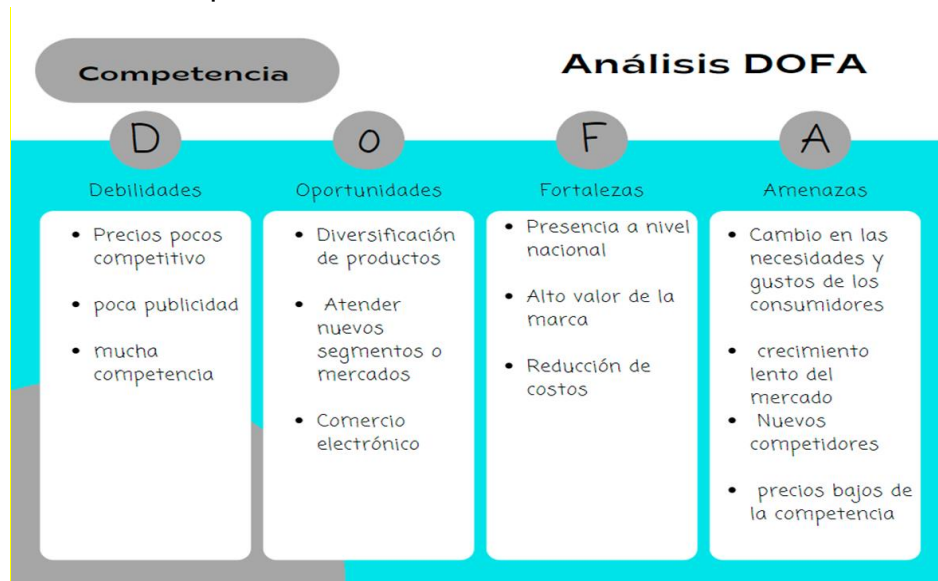 Competencia
Análisis DOFA
D
Debilidades
• Precios pocos
competitivo
• poca publidad
• mucha
competencia
O
Oportunidades
• Diversificación
de productos
• Atender
nuevos
segmentos o
mercados
• Comercio
electrónico
F
Fortalezas
• Presencia a nivel
nacional
• Alto valor de la
marca
• Reducción de
costos
A
Amenazas
• Cambio en las
necesidades y
gustos de los
consumidores
• crecimiento
lento del
mercado
• Nuevos
competidores
• precios bajos de
la competencia